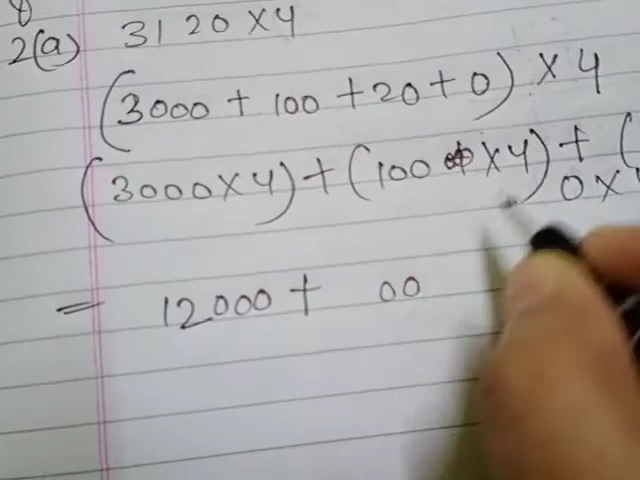 2(a) 3120 × 4
(3000 + 100 + 20 + 0) × 4
(3000 × 4) + (100 × 4) + (
0 ×
= 12000 + 00